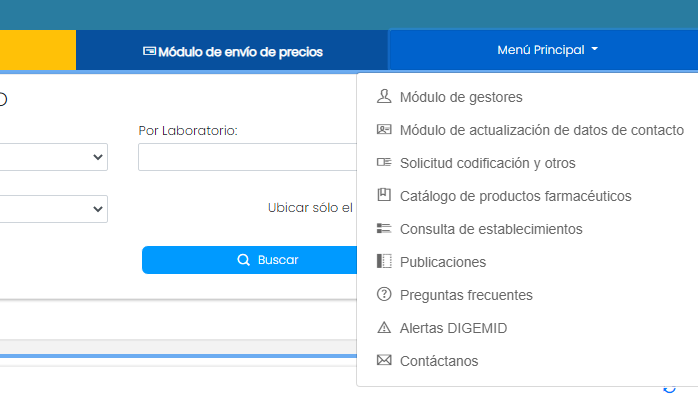 Módulo de envío de precios
Menú Principal
O
Por Laboratorio:
Ubicar sólo el
Buscar
Módulo de gestores
Módulo de actualización de datos de contacto
Solicitud codificación y otros
Catálogo de productos farmacéuticos
Consulta de establecimientos
Publicaciones
Preguntas frecuentes
Alertas DIGEMID
Contáctanos